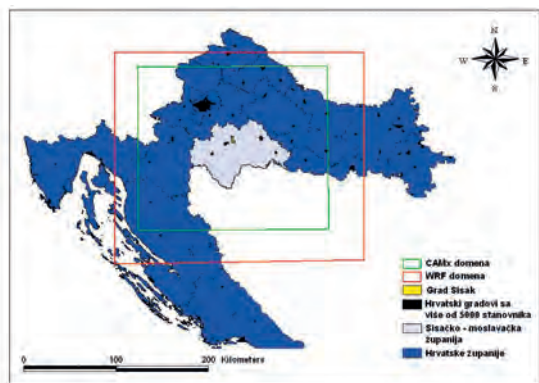 N
W E
S
CAMx domena
WRF domena
Grad Sisak
Hrvatski gradovi sa
više od 5000 stanovnika
Sisačko - moslavačka
županija
Hrvatske županije
0 100 200 Kilometers